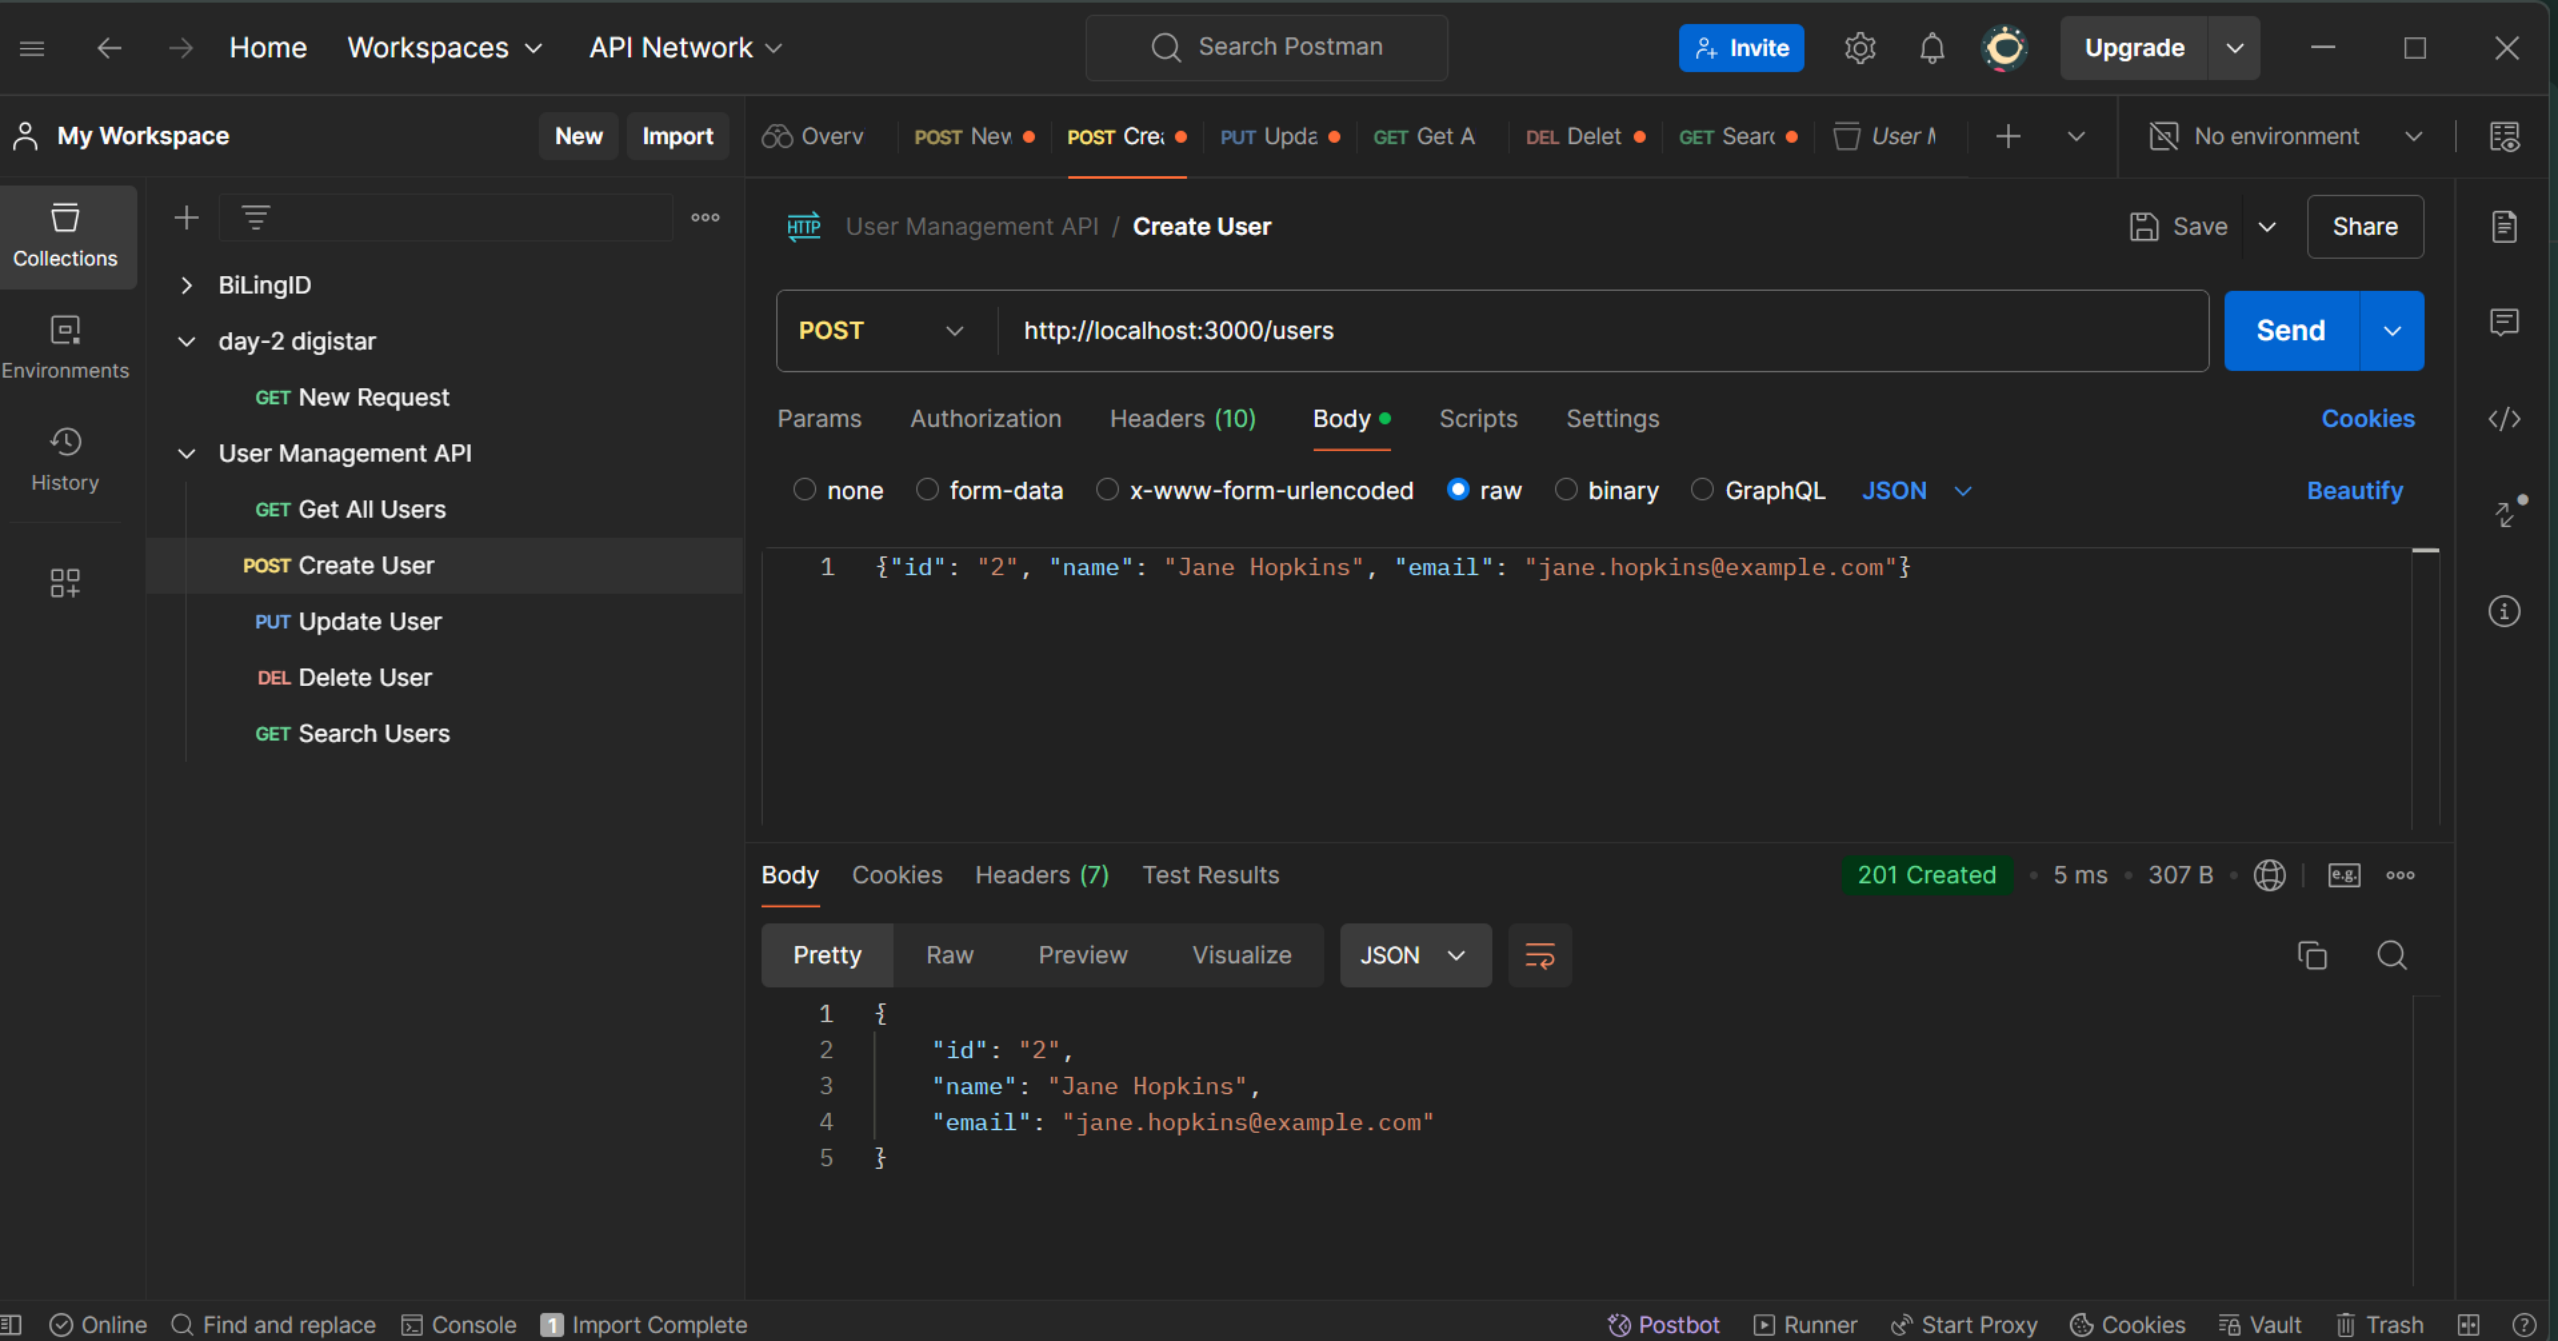 Home Workspaces API Network Search Postman Invite Upgrade
My Workspace New Import
Overv POST New POST Crea PUT Upda GET Get A DEL Delet GET Searc User M No environment
Collections
Environments
History
BiLingID
day-2 digistar
GET New Request
User Management API
GET Get All Users
POST Create User
PUT Update User
DEL Delete User
GET Search Users
HTTP User Management API / Create User Save Share
POST http://localhost:3000/users Send
Params Authorization Headers (10) Body Scripts Settings Cookies
none form-data x-www-form-urlencoded raw binary GraphQL JSON Beautify
1 {"id": "2", "name": "Jane Hopkins", "email": "jane.hopkins@example.com"}
Body Cookies Headers (7) Test Results 201 Created • 5 ms • 307 B • e.g.
Pretty Raw Preview Visualize JSON
1 {
2 "id": "2",
3 "name": "Jane Hopkins",
4 "email": "jane.hopkins@example.com"
5 }
Online Find and replace Console 1 Import Complete Postbot Runner Start Proxy Cookies Vault Trash